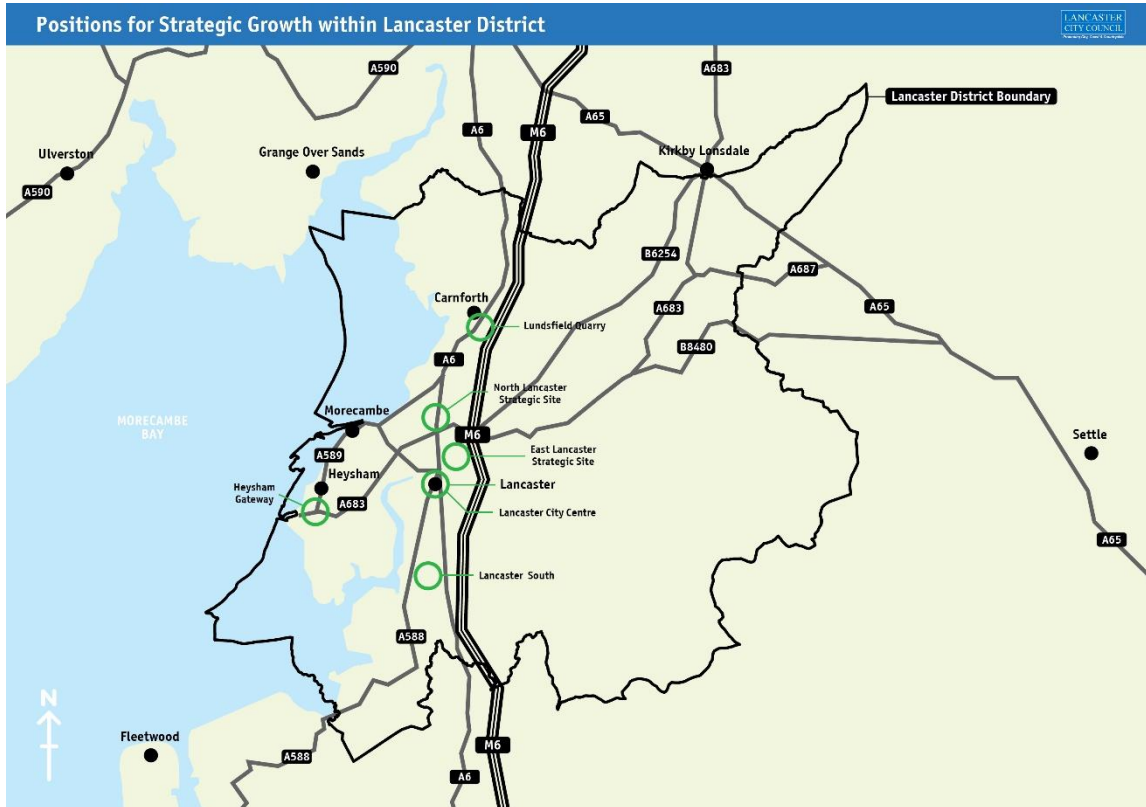 Positions for Strategic Growth within Lancaster District
LANCASTER
CITY COUNCIL
A590
A683
A6
M6
A65
Lancaster District Boundary
Ulverston
Grange Over Sands
Kirkby Lonsdale
A590
B6254
A687
Carnforth
A683
A65
Lundsfield Quarry
B8480
A6
North Lancaster
Strategic Site
MORECAMBE
BAY
Morecambe
M6
Settle
A589
East Lancaster
Strategic Site
Heysham
Heysham
Gateway
A683
Lancaster
Lancaster City Centre
A65
Lancaster South
A588
N
Fleetwood
A588
M6
A6